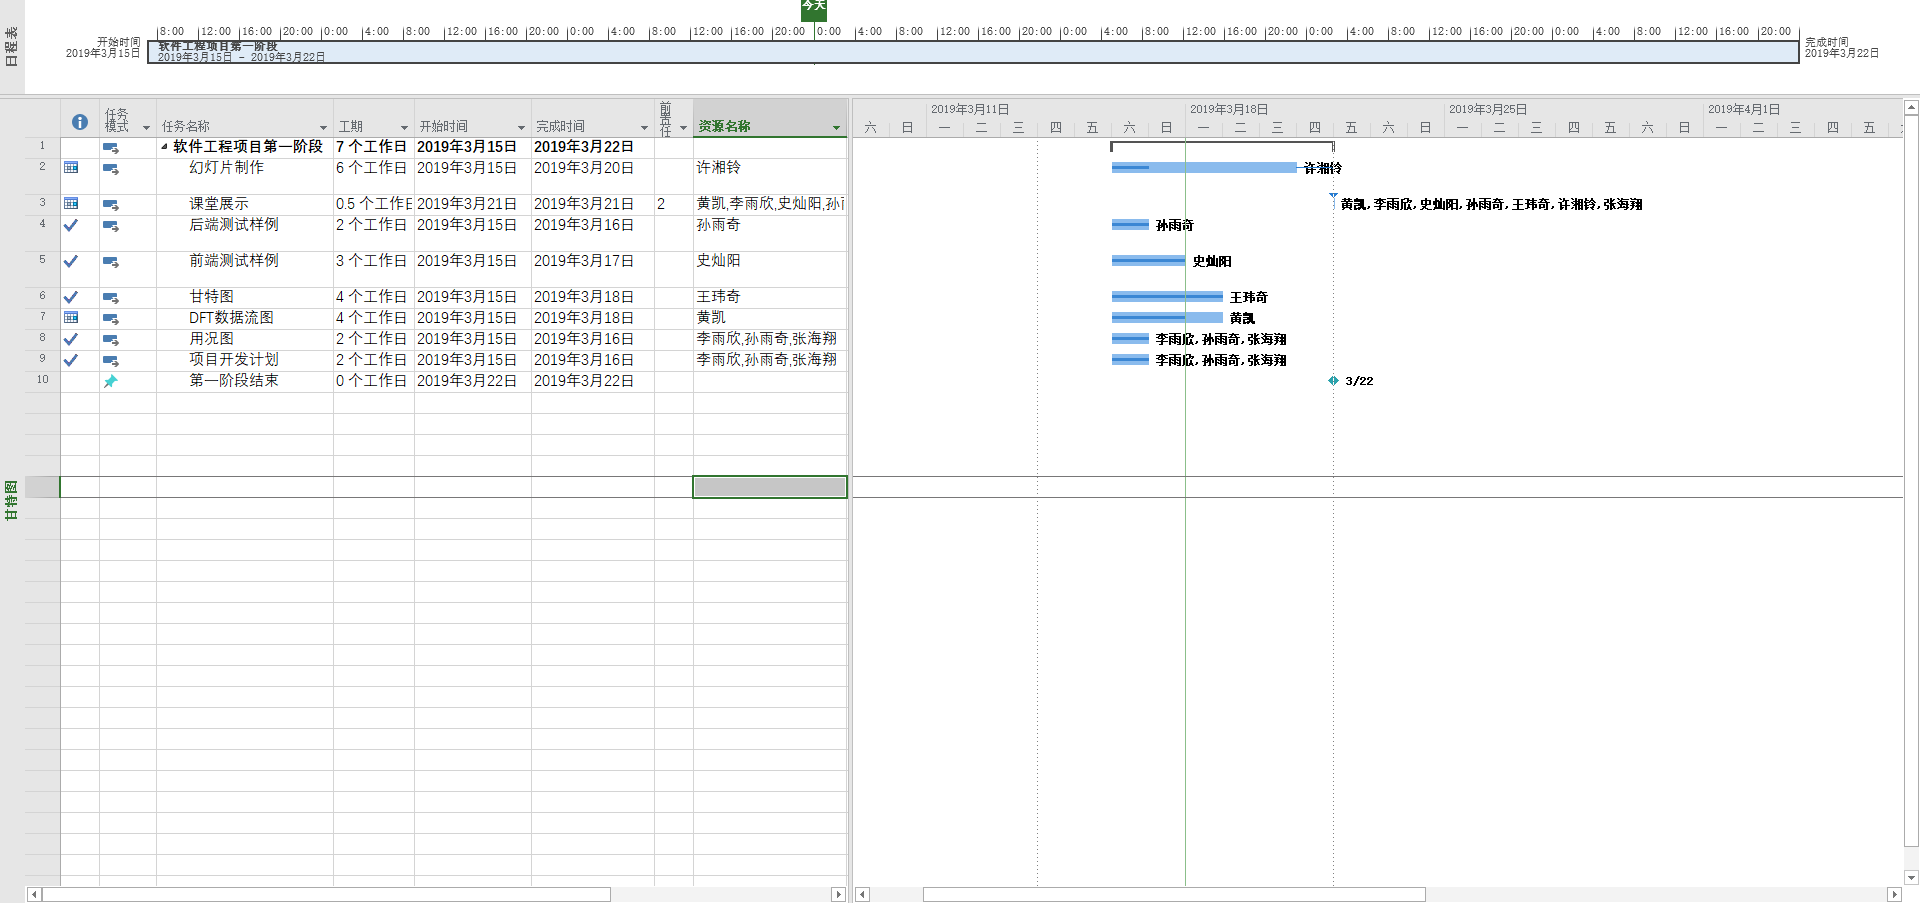 今天
日程表
8:00 12:00 16:00 20:00 0:00 4:00 8:00 12:00 16:00 20:00 0:00 4:00 8:00 12:00 16:00 20:00 0:00 4:00 8:00 12:00 16:00 20:00 0:00 4:00 8:00 12:00 16:00 20:00 0:00 4:00 8:00 12:00 16:00 20:00 0:00 4:00 8:00 12:00 16:00 20:00
开始时间
2019年3月15日
软件工程项目第一阶段
2019年3月15日 - 2019年3月22日
完成时间
2019年3月22日
任务模式 任务名称 工期 开始时间 完成时间 前置任 资源名称
2019年3月11日 2019年3月18日 2019年3月25日 2019年4月1日
六 日 一 二 三 四 五 六 日 一 二 三 四 五 六 日 一 二 三 四 五 六 日 一 二 三 四 五
1 软件工程项目第一阶段 7 个工作日 2019年3月15日 2019年3月22日
2 幻灯片制作 6 个工作日 2019年3月15日 2019年3月20日 许湘铃 许湘铃
3 课堂展示 0.5 个工作日 2019年3月21日 2019年3月21日 2 黄凯,李雨欣,史灿阳,孙雨 黄凯,李雨欣,史灿阳,孙雨奇,王玮奇,许湘铃,张海翔
4 后端测试样例 2 个工作日 2019年3月15日 2019年3月16日 孙雨奇 孙雨奇
5 前端测试样例 3 个工作日 2019年3月15日 2019年3月17日 史灿阳 史灿阳
6 甘特图 4 个工作日 2019年3月15日 2019年3月18日 王玮奇 王玮奇
7 DFT数据流图 4 个工作日 2019年3月15日 2019年3月18日 黄凯 黄凯
8 用况图 2 个工作日 2019年3月15日 2019年3月16日 李雨欣,孙雨奇,张海翔 李雨欣,孙雨奇,张海翔
9 项目开发计划 2 个工作日 2019年3月15日 2019年3月16日 李雨欣,孙雨奇,张海翔 李雨欣,孙雨奇,张海翔
10 第一阶段结束 0 个工作日 2019年3月22日 2019年3月22日 3/22
甘特图